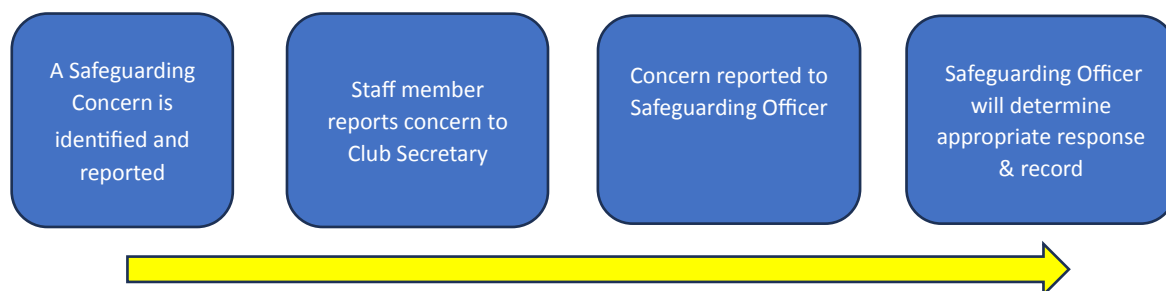 A Safeguarding
Concern is
identified and
reported
Staff member
reports concern to
Club Secretary
Concern reported to
Safeguarding Officer
Safeguarding Officer
will determine
appropriate response
& record